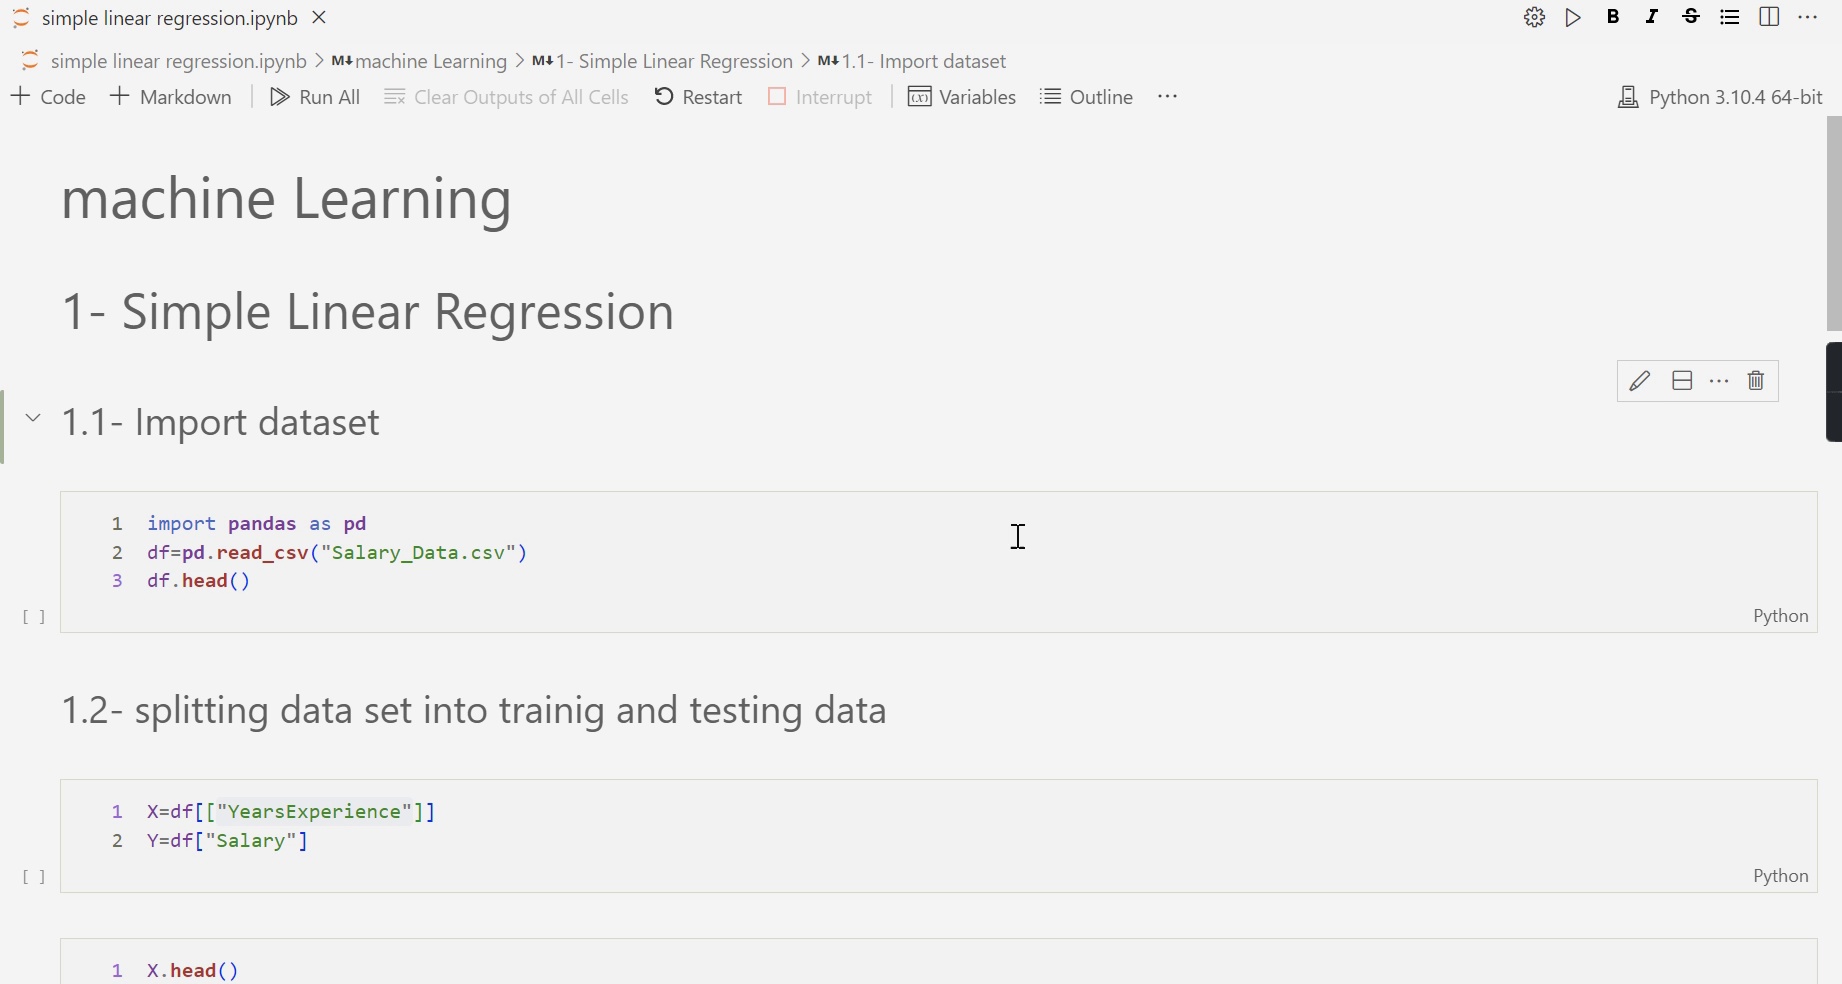 simple linear regression.ipynb
simple linear regression.ipynb > M↓ machine Learning > M↓ 1- Simple Linear Regression > M↓ 1.1- Import dataset
+ Code + Markdown Run All Clear Outputs of All Cells Restart Interrupt (x) Variables Outline ... Python 3.10.4 64-bit
machine Learning
1- Simple Linear Regression
1.1- Import dataset
1 import pandas as pd
2 df=pd.read_csv("Salary_Data.csv")
3 df.head()
[ ]
Python
1.2- splitting data set into trainig and testing data
1 X=df[["YearsExperience"]]
2 Y=df["Salary"]
[ ]
Python
1 X.head()